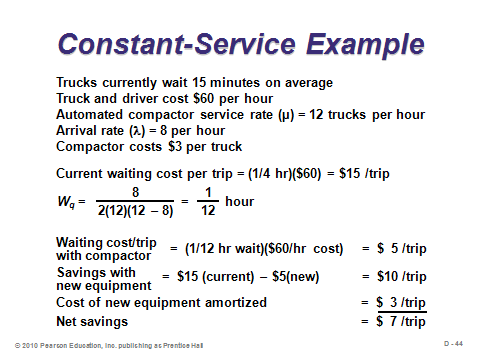 Constant-Service Example
Trucks currently wait 15 minutes on average
Truck and driver cost $60 per hour
Automated compactor service rate (μ) = 12 trucks per hour
Arrival rate (λ) = 8 per hour
Compactor costs $3 per truck
Current waiting cost per trip = (1/4 hr)($60) = $15 /trip
Wq = 8 / 2(12)(12 – 8) = 1 / 12 hour
Waiting cost/trip with compactor = (1/12 hr wait)($60/hr cost) = $ 5 /trip
Savings with new equipment = $15 (current) – $5(new) = $10 /trip
Cost of new equipment amortized = $ 3 /trip
Net savings = $ 7 /trip
© 2010 Pearson Education, Inc. publishing as Prentice Hall
D - 44